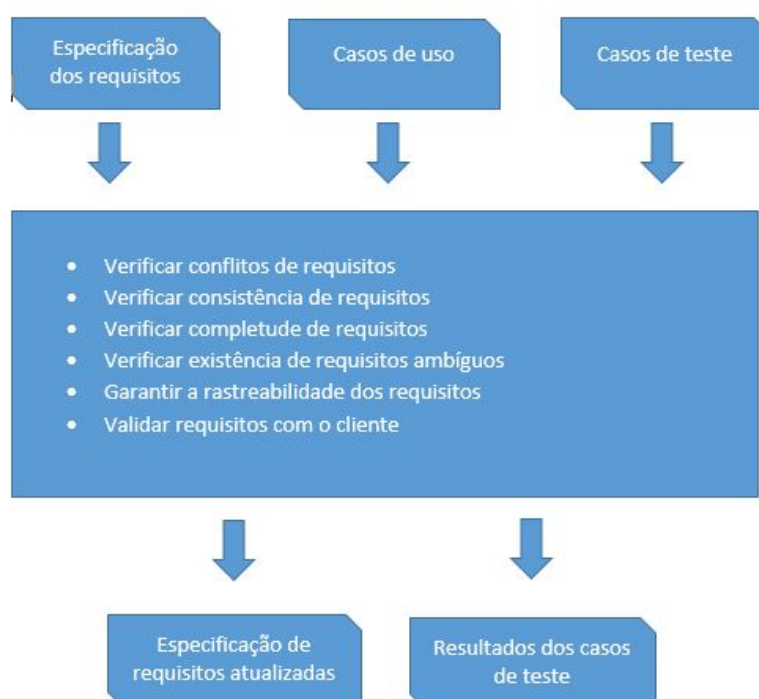 Especificação
dos requisitos
Casos de uso
Casos de teste
• Verificar conflitos de requisitos
• Verificar consistência de requisitos
• Verificar completude de requisitos
• Verificar existência de requisitos ambíguos
• Garantir a rastreabilidade dos requisitos
• Validar requisitos com o cliente
Especificação de
requisitos atualizadas
Resultados dos casos
de teste